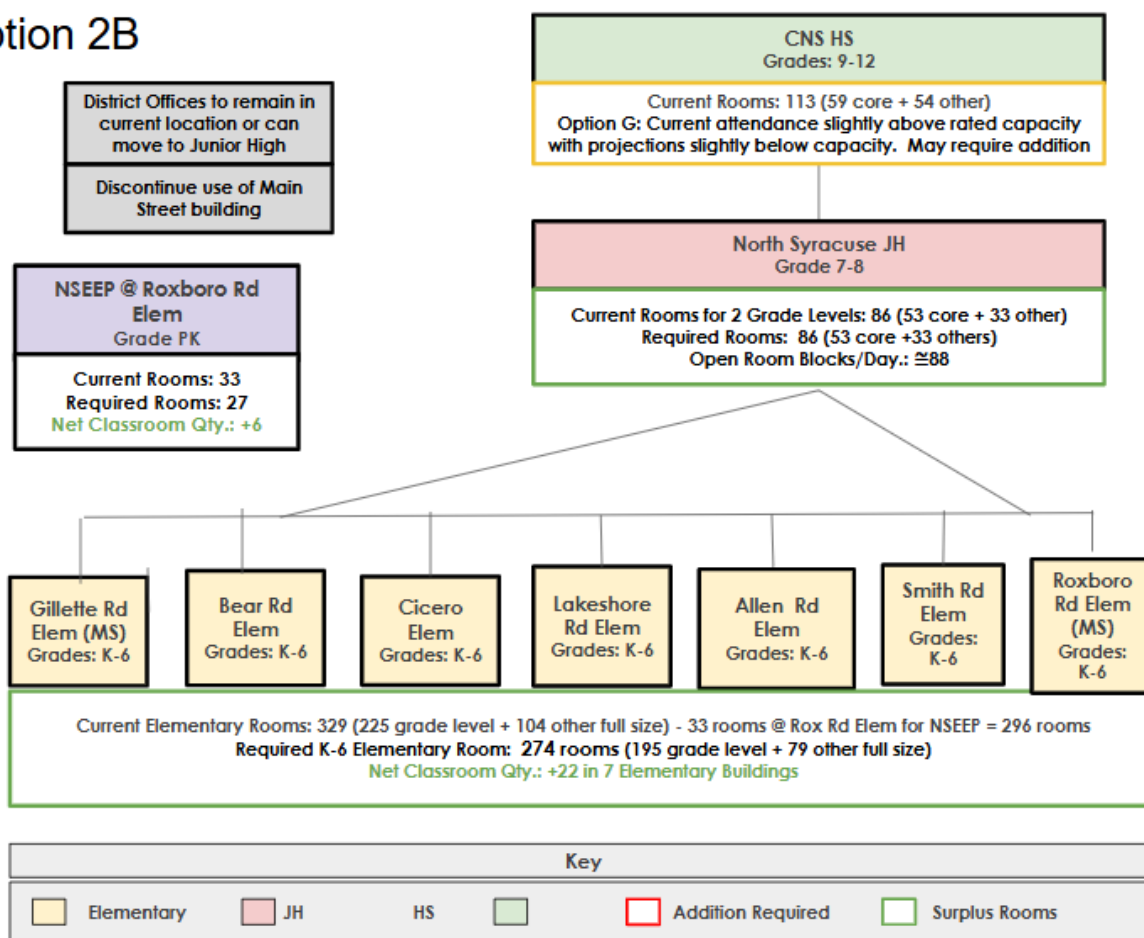 ption 2B
District Offices to remain in
current location or can
move to Junior High
Discontinue use of Main
Street building
NSEEP @ Roxboro Rd
Elem
Grade PK
Current Rooms: 33
Required Rooms: 27
Net Classroom Qty.: +6
CNS HS
Grades: 9-12
Current Rooms: 113 (59 core + 54 other)
Option G: Current attendance slightly above rated capacity
with projections slightly below capacity.  May require addition
North Syracuse JH
Grade 7-8
Current Rooms for 2 Grade Levels: 86 (53 core + 33 other)
Required Rooms:  86 (53 core +33 others)
Open Room Blocks/Day.: ≅88
Gillette Rd
Elem (MS)
Grades: K-6
Bear Rd
Elem
Grades: K-6
Cicero
Elem
Grades: K-6
Lakeshore
Rd Elem
Grades: K-6
Allen  Rd
Elem
Grades: K-6
Smith Rd
Elem
Grades:
K-6
Roxboro
Rd Elem
(MS)
Grades:
K-6
Current Elementary Rooms: 329 (225 grade level + 104 other full size) - 33 rooms @ Rox Rd Elem for NSEEP = 296 rooms
Required K-6 Elementary Room:  274 rooms (195 grade level + 79 other full size)
Net Classroom Qty.: +22 in 7 Elementary Buildings
Key
Elementary
JH
HS
Addition Required
Surplus Rooms